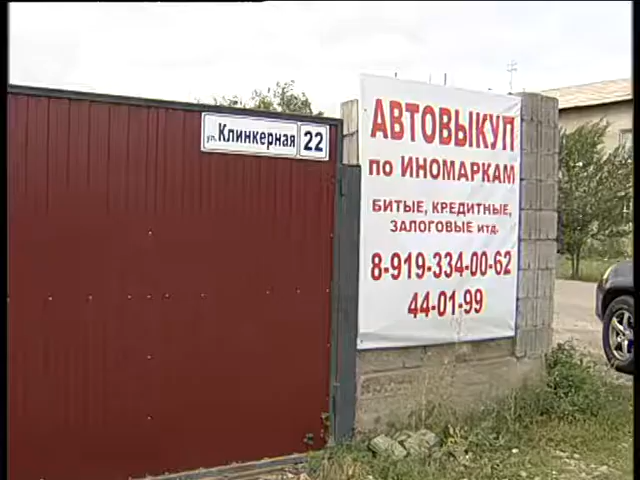 ул. Клинкерная 22
АВТОВЫКУП
по ИНОМАРКАМ
БИТЫЕ, КРЕДИТНЫЕ,
ЗАЛОГОВЫЕ итд.
8-919-334-00-62
44-01-99